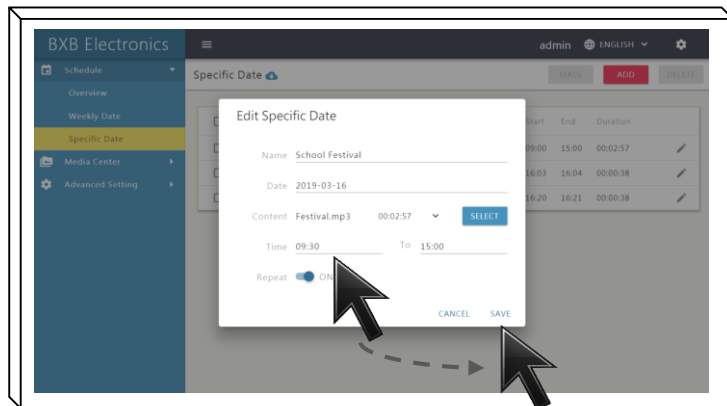 BXB Electronics
admin ENGLISH
Schedule
Specific Date
MASS ADD DELETE
Overview
Weekly Date
Specific Date
Media Center
Advanced Setting
Start End Duration
09:00 15:00 00:02:57
16:03 16:04 00:00:38
16:20 16:21 00:00:38
Edit Specific Date
Name School Festival
Date 2019-03-16
Content Festival.mp3 00:02:57 SELECT
Time 09:30 To 15:00
Repeat ON
CANCEL SAVE